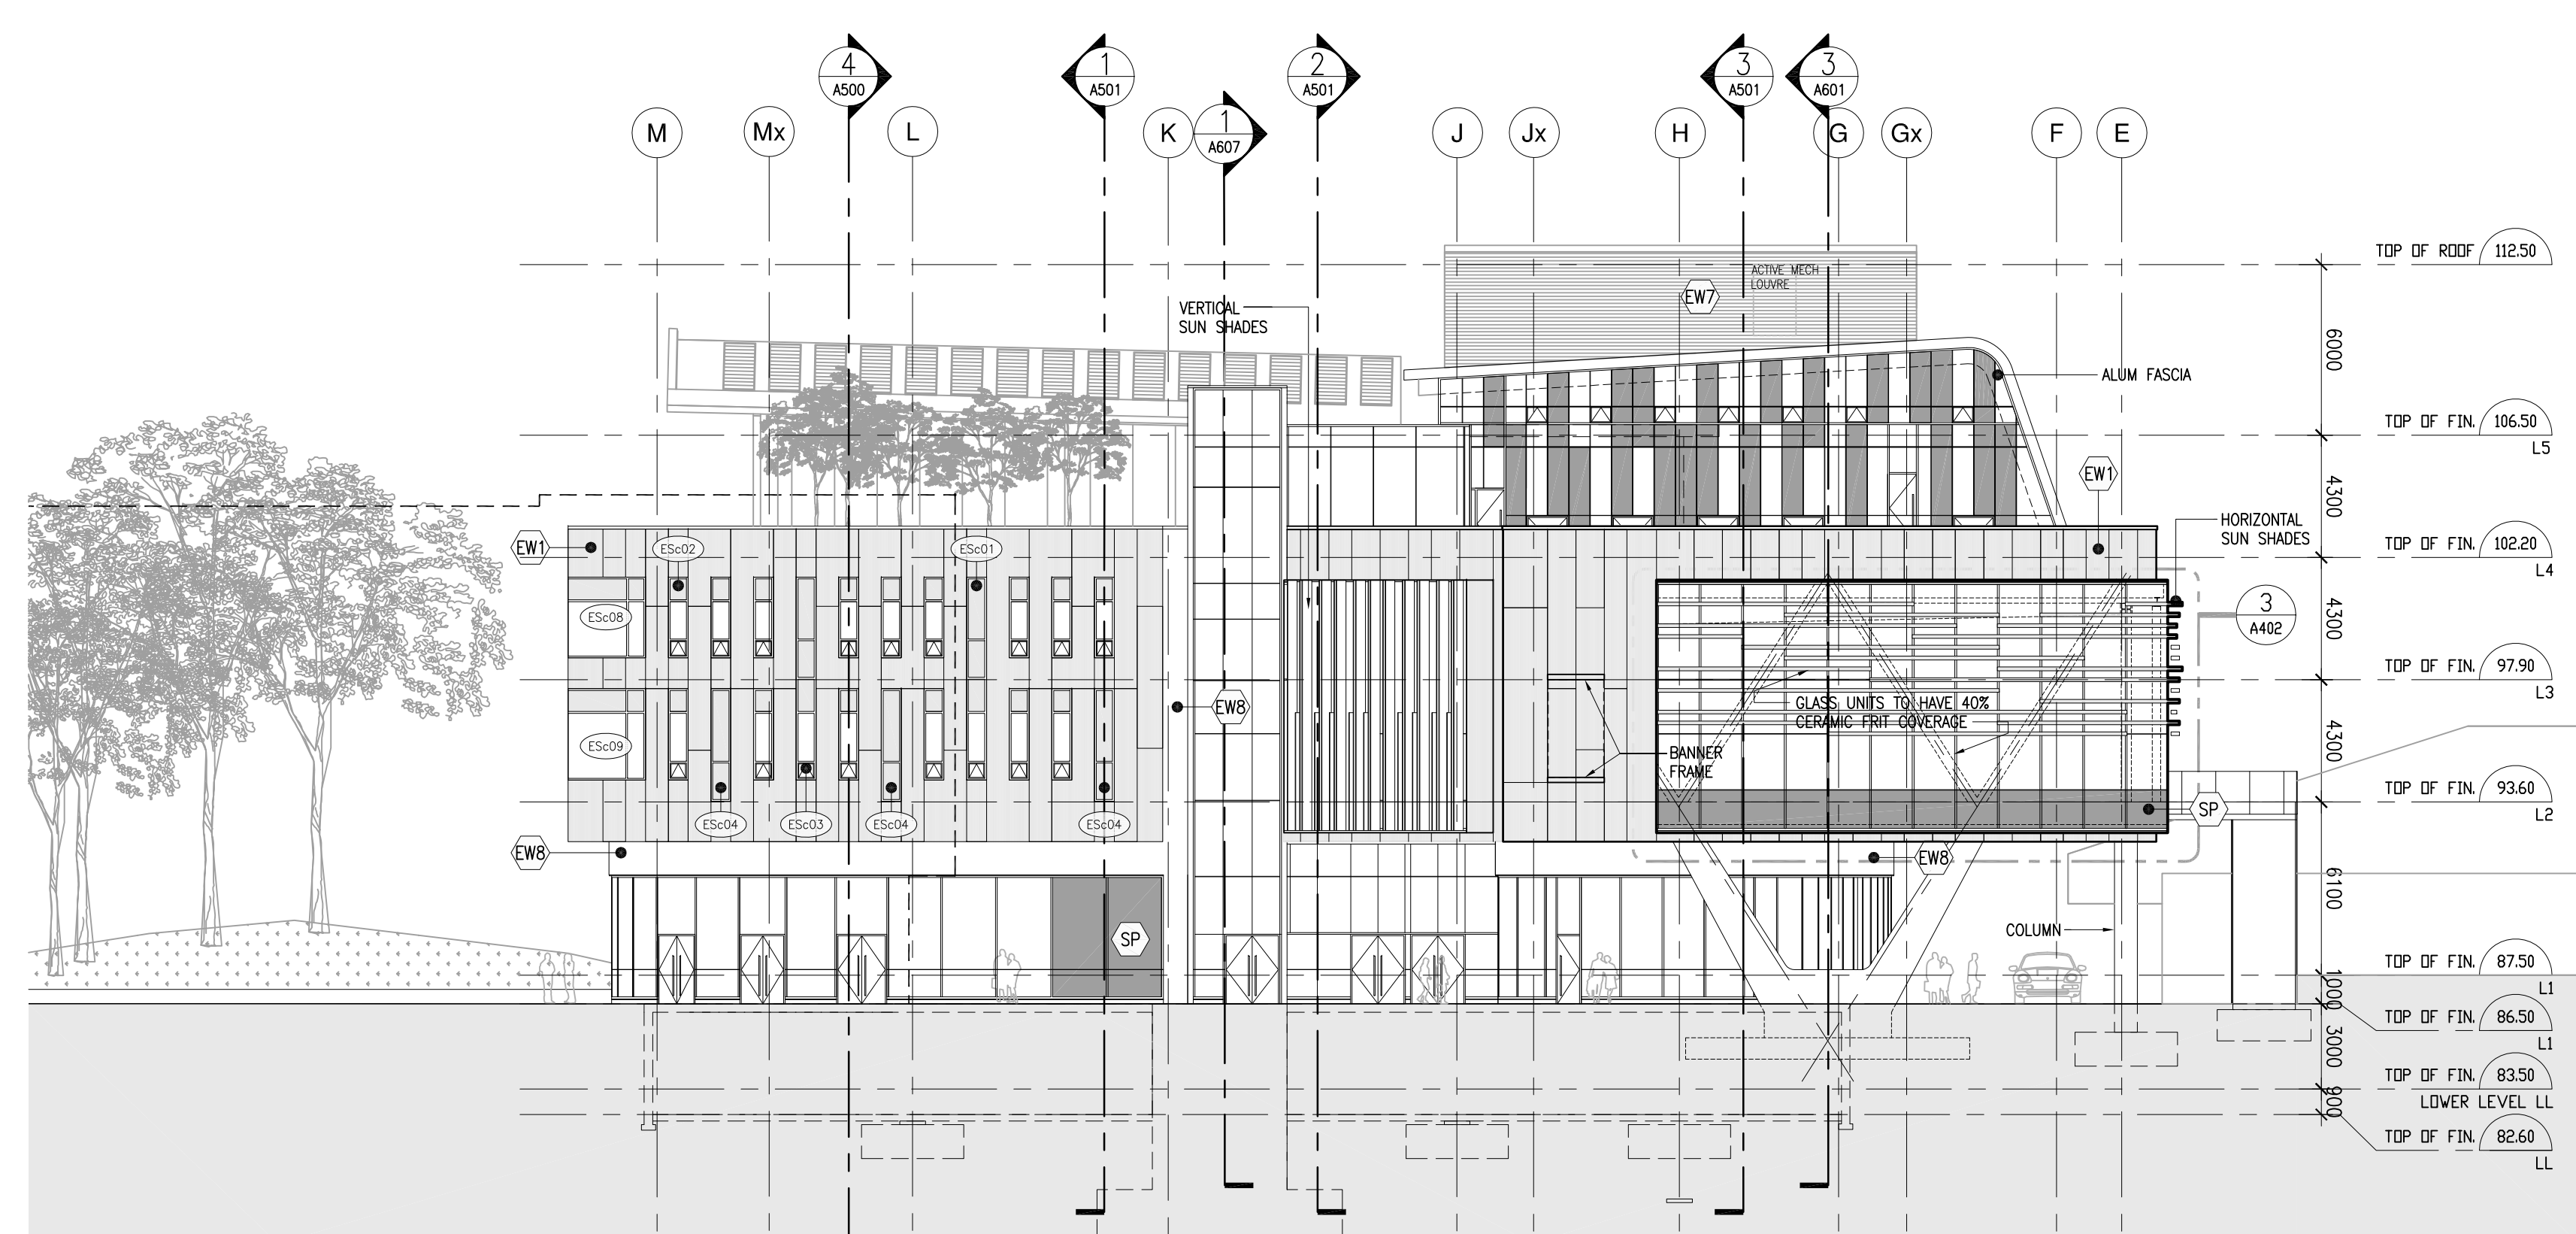 4
A500
1
A501
2
A501
3
A501
3
A601
M
Mx
L
K
1
A607
J
Jx
H
G
Gx
F
E
TOP OF ROOF 112.50
ACTIVE MECH
LOUVRE
EW7
VERTICAL
SUN SHADES
6000
ALUM FASCIA
TOP OF FIN. 106.50
L5
EW1
4300
HORIZONTAL
SUN SHADES
EW1
ESc02
ESc01
TOP OF FIN. 102.20
L4
ESc08
4300
3
A402
TOP OF FIN. 97.90
L3
EW8
GLASS UNITS TO HAVE 40%
CERAMIC FRIT COVERAGE
ESc09
BANNER
FRAME
4300
TOP OF FIN. 93.60
L2
SP
ESc04
ESc03
ESc04
ESc04
EW8
EW8
6100
SP
COLUMN
TOP OF FIN. 87.50
L1
1000
TOP OF FIN. 86.50
L1
3000
TOP OF FIN. 83.50
LOWER LEVEL LL
900
TOP OF FIN. 82.60
LL